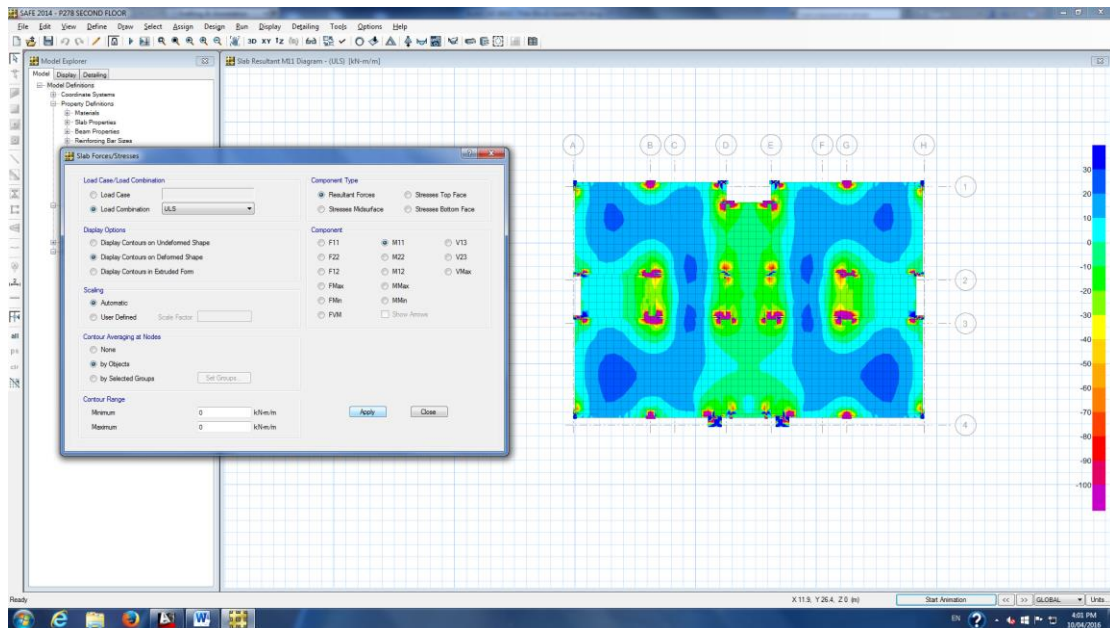 SAFE 2014 - P278 SECOND FLOOR
File Edit View Define Draw Select Assign Design Run Display Detailing Tools Options Help
3D XY
Model Explorer
Model Display Detailing
Model Definitions
Coordinate Systems
Property Definitions
Materials
Slab Properties
Beam Properties
Reinforcing Bar Sizes
Slab Resultant M11 Diagram - (ULS) [kN-m/m]
Slab Forces/Stresses
Load Case/Load Combination
Load Case
Load Combination ULS
Display Options
Display Contours on Undeformed Shape
Display Contours on Deformed Shape
Display Contours in Extruded Form
Scaling
Automatic
User Defined Scale Factor
Contour Averaging at Nodes
None
by Objects
by Selected Groups Set Groups...
Contour Range
Minimum 0 kN-m/m
Maximum 0 kN-m/m
Component Type
Resultant Forces Stresses Top Face
Stresses Midsurface Stresses Bottom Face
Component
F11 M11 V13
F22 M22 V23
F12 M12 VMax
FMax MMax
FMin MMin
FVM Show Arrows
Apply Close
A B C D E F G H
1
2
3
4
30
20
10
0
-10
-20
-30
-40
-50
-60
-70
-80
-90
-100
all
Ready
X 11.9 Y 26.4 Z 0 (m)
Start Animation << >> GLOBAL Units...
EN
4:01 PM
10/04/2016